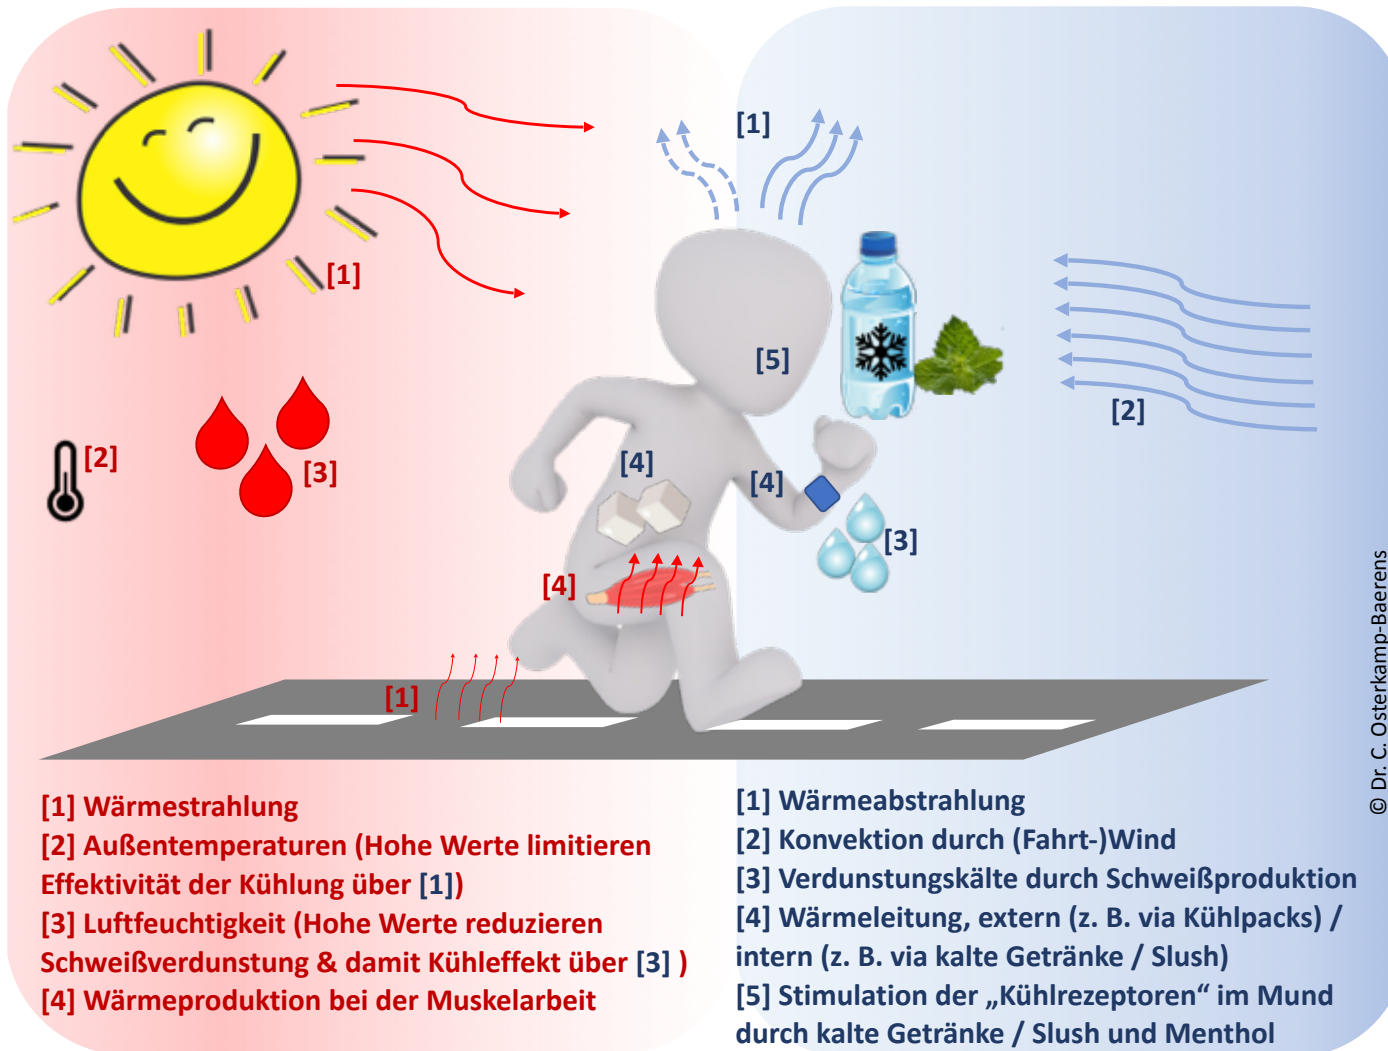 [1]
[1]
[5]
[2]
[2]
[3]
[4]
[4]
[3]
[4]
[1]
[1] Wärmestrahlung
[2] Außentemperaturen (Hohe Werte limitieren
Effektivität der Kühlung über [1])
[3] Luftfeuchtigkeit (Hohe Werte reduzieren
Schweißverdunstung & damit Kühleffekt über [3] )
[4] Wärmeproduktion bei der Muskelarbeit
[1] Wärmeabstrahlung
[2] Konvektion durch (Fahrt-)Wind
[3] Verdunstungskälte durch Schweißproduktion
[4] Wärmeleitung, extern (z. B. via Kühlpacks) /
intern (z. B. via kalte Getränke / Slush)
[5] Stimulation der „Kühlrezeptoren“ im Mund
durch kalte Getränke / Slush und Menthol
© Dr. C. Osterkamp-Baerens